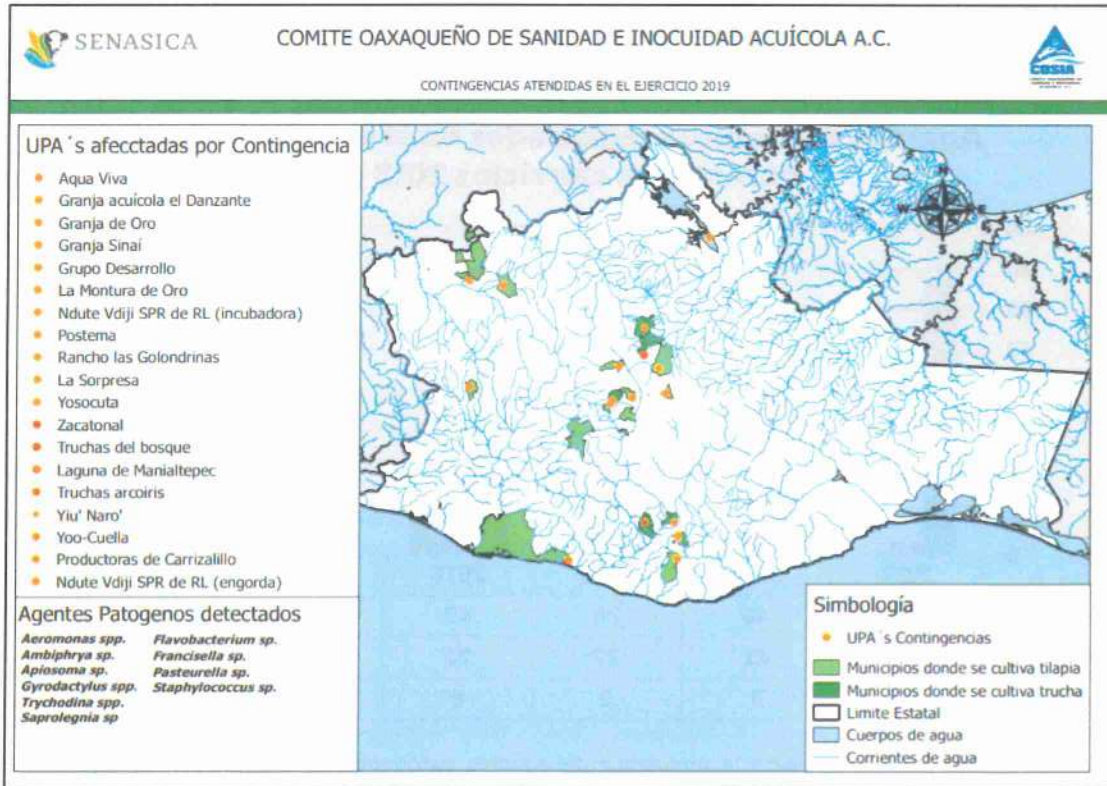 SENASICA
COMITE OAXAQUEÑO DE SANIDAD E INOCUIDAD ACUÍCOLA A.C.
CONTINGENCIAS ATENDIDAS EN EL EJERCICIO 2019
COSIA
UPA´s afecctadas por Contingencia
Aqua Viva
Granja acuícola el Danzante
Granja de Oro
Granja Sinaí
Grupo Desarrollo
La Montura de Oro
Ndute Vdiji SPR de RL (incubadora)
Postema
Rancho las Golondrinas
La Sorpresa
Yosocuta
Zacatonal
Truchas del bosque
Laguna de Manialtepec
Truchas arcoiris
Yiu' Naro'
Yoo-Cuella
Productoras de Carrizalillo
Ndute Vdiji SPR de RL (engorda)
Agentes Patogenos detectados
Aeromonas spp.
Ambiphrya sp.
Apiosoma sp.
Gyrodactylus spp.
Trychodina spp.
Saprolegnia sp
Flavobacterium sp.
Francisella sp.
Pasteurella sp.
Staphylococcus sp.
N
W
E
S
Simbología
UPA´s Contingencias
Municipios donde se cultiva tilapia
Municipios donde se cultiva trucha
Limite Estatal
Cuerpos de agua
Corrientes de agua